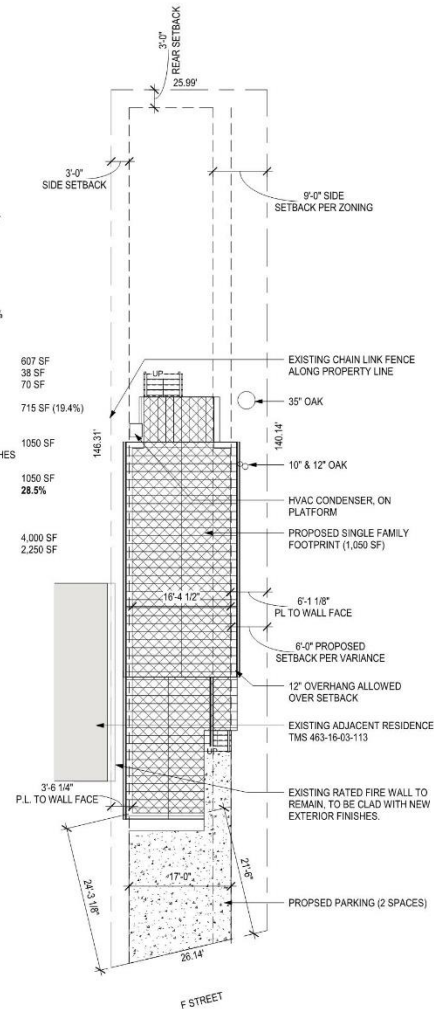 3'-0"
REAR SETBACK
25.99'
3'-0"
SIDE SETBACK
9'-0" SIDE
SETBACK PER ZONING
607 SF
38 SF
70 SF
715 SF (19.4%)
1050 SF
HES
1050 SF
28.5%
4,000 SF
2,250 SF
UP
146.31'
140.14'
EXISTING CHAIN LINK FENCE
ALONG PROPERTY LINE
35" OAK
10" & 12" OAK
HVAC CONDENSER, ON
PLATFORM
PROPOSED SINGLE FAMILY
FOOTPRINT (1,050 SF)
16'-4 1/2"
6'-1 1/8"
PL TO WALL FACE
6'-0" PROPOSED
SETBACK PER VARIANCE
12" OVERHANG ALLOWED
OVER SETBACK
EXISTING ADJACENT RESIDENCE
TMS 463-16-03-113
UP
EXISTING RATED FIRE WALL TO
REMAIN, TO BE CLAD WITH NEW
EXTERIOR FINISHES.
3'-6 1/4"
P.L. TO WALL FACE
24'-3 1/8"
17'-0"
21'-6"
PROPSED PARKING (2 SPACES)
26.14'
F STREET